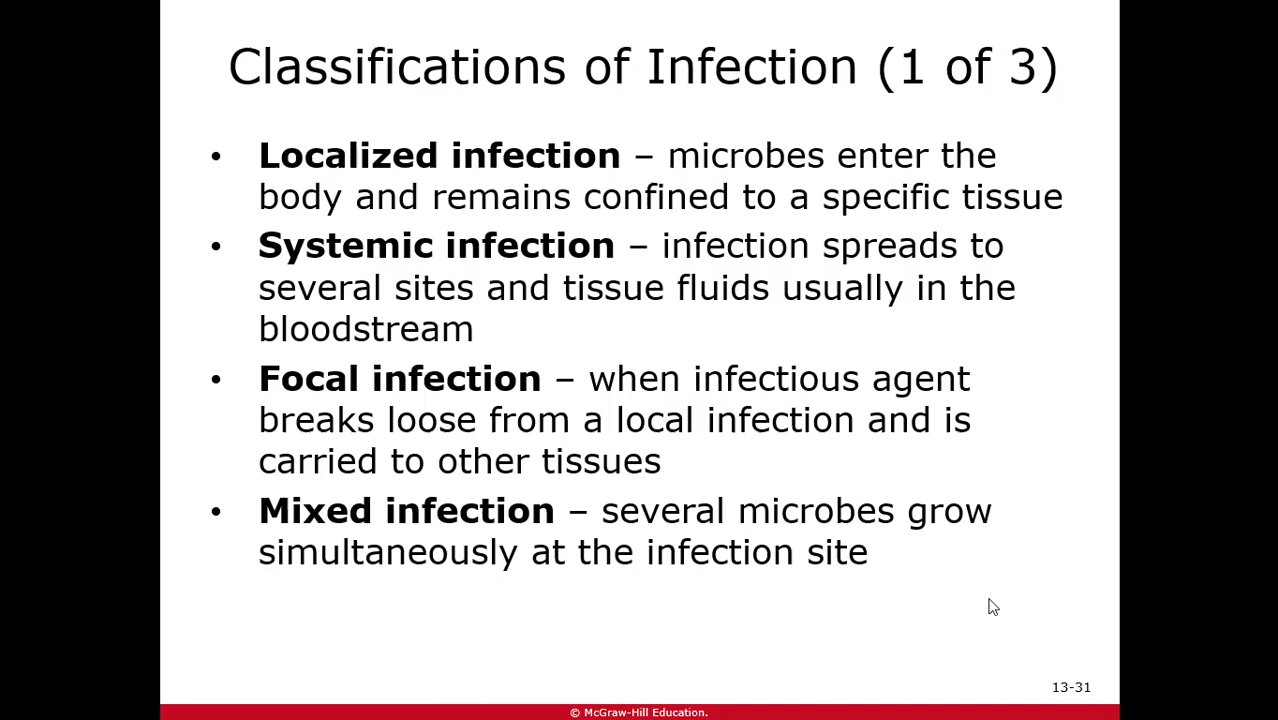 Classifications of Infection (1 of 3)
• Localized infection – microbes enter the
body and remains confined to a specific tissue
• Systemic infection – infection spreads to
several sites and tissue fluids usually in the
bloodstream
• Focal infection – when infectious agent
breaks loose from a local infection and is
carried to other tissues
• Mixed infection – several microbes grow
simultaneously at the infection site
13-31
© McGraw-Hill Education.